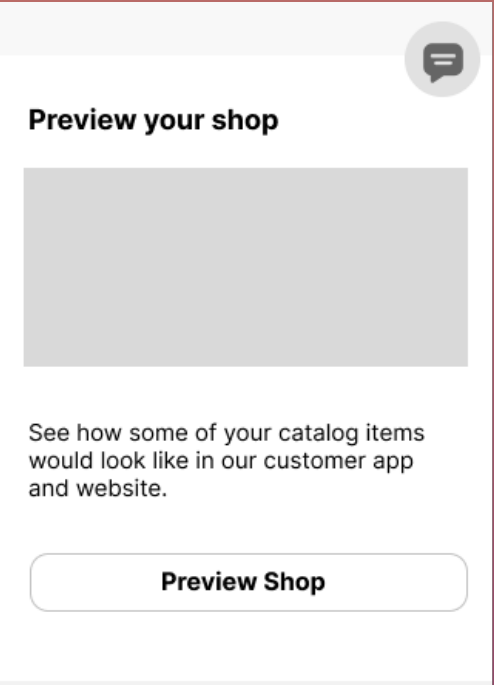 Preview your shop
See how some of your catalog items
would look like in our customer app
and website.
Preview Shop